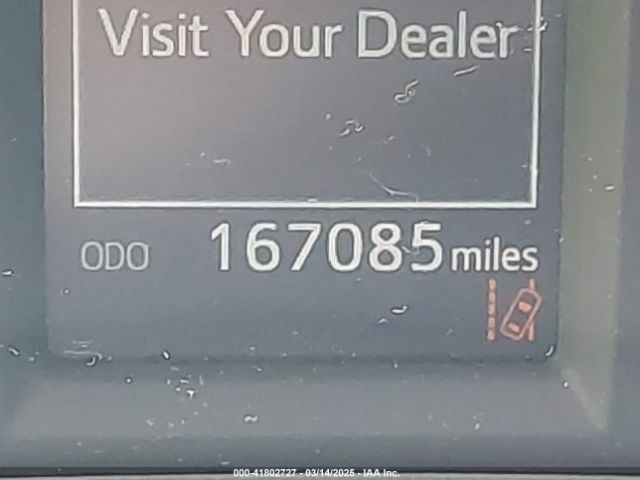 Visit Your Dealer
ODO 167085 miles
000-41802727 - 03/14/2025 - IAA Inc.